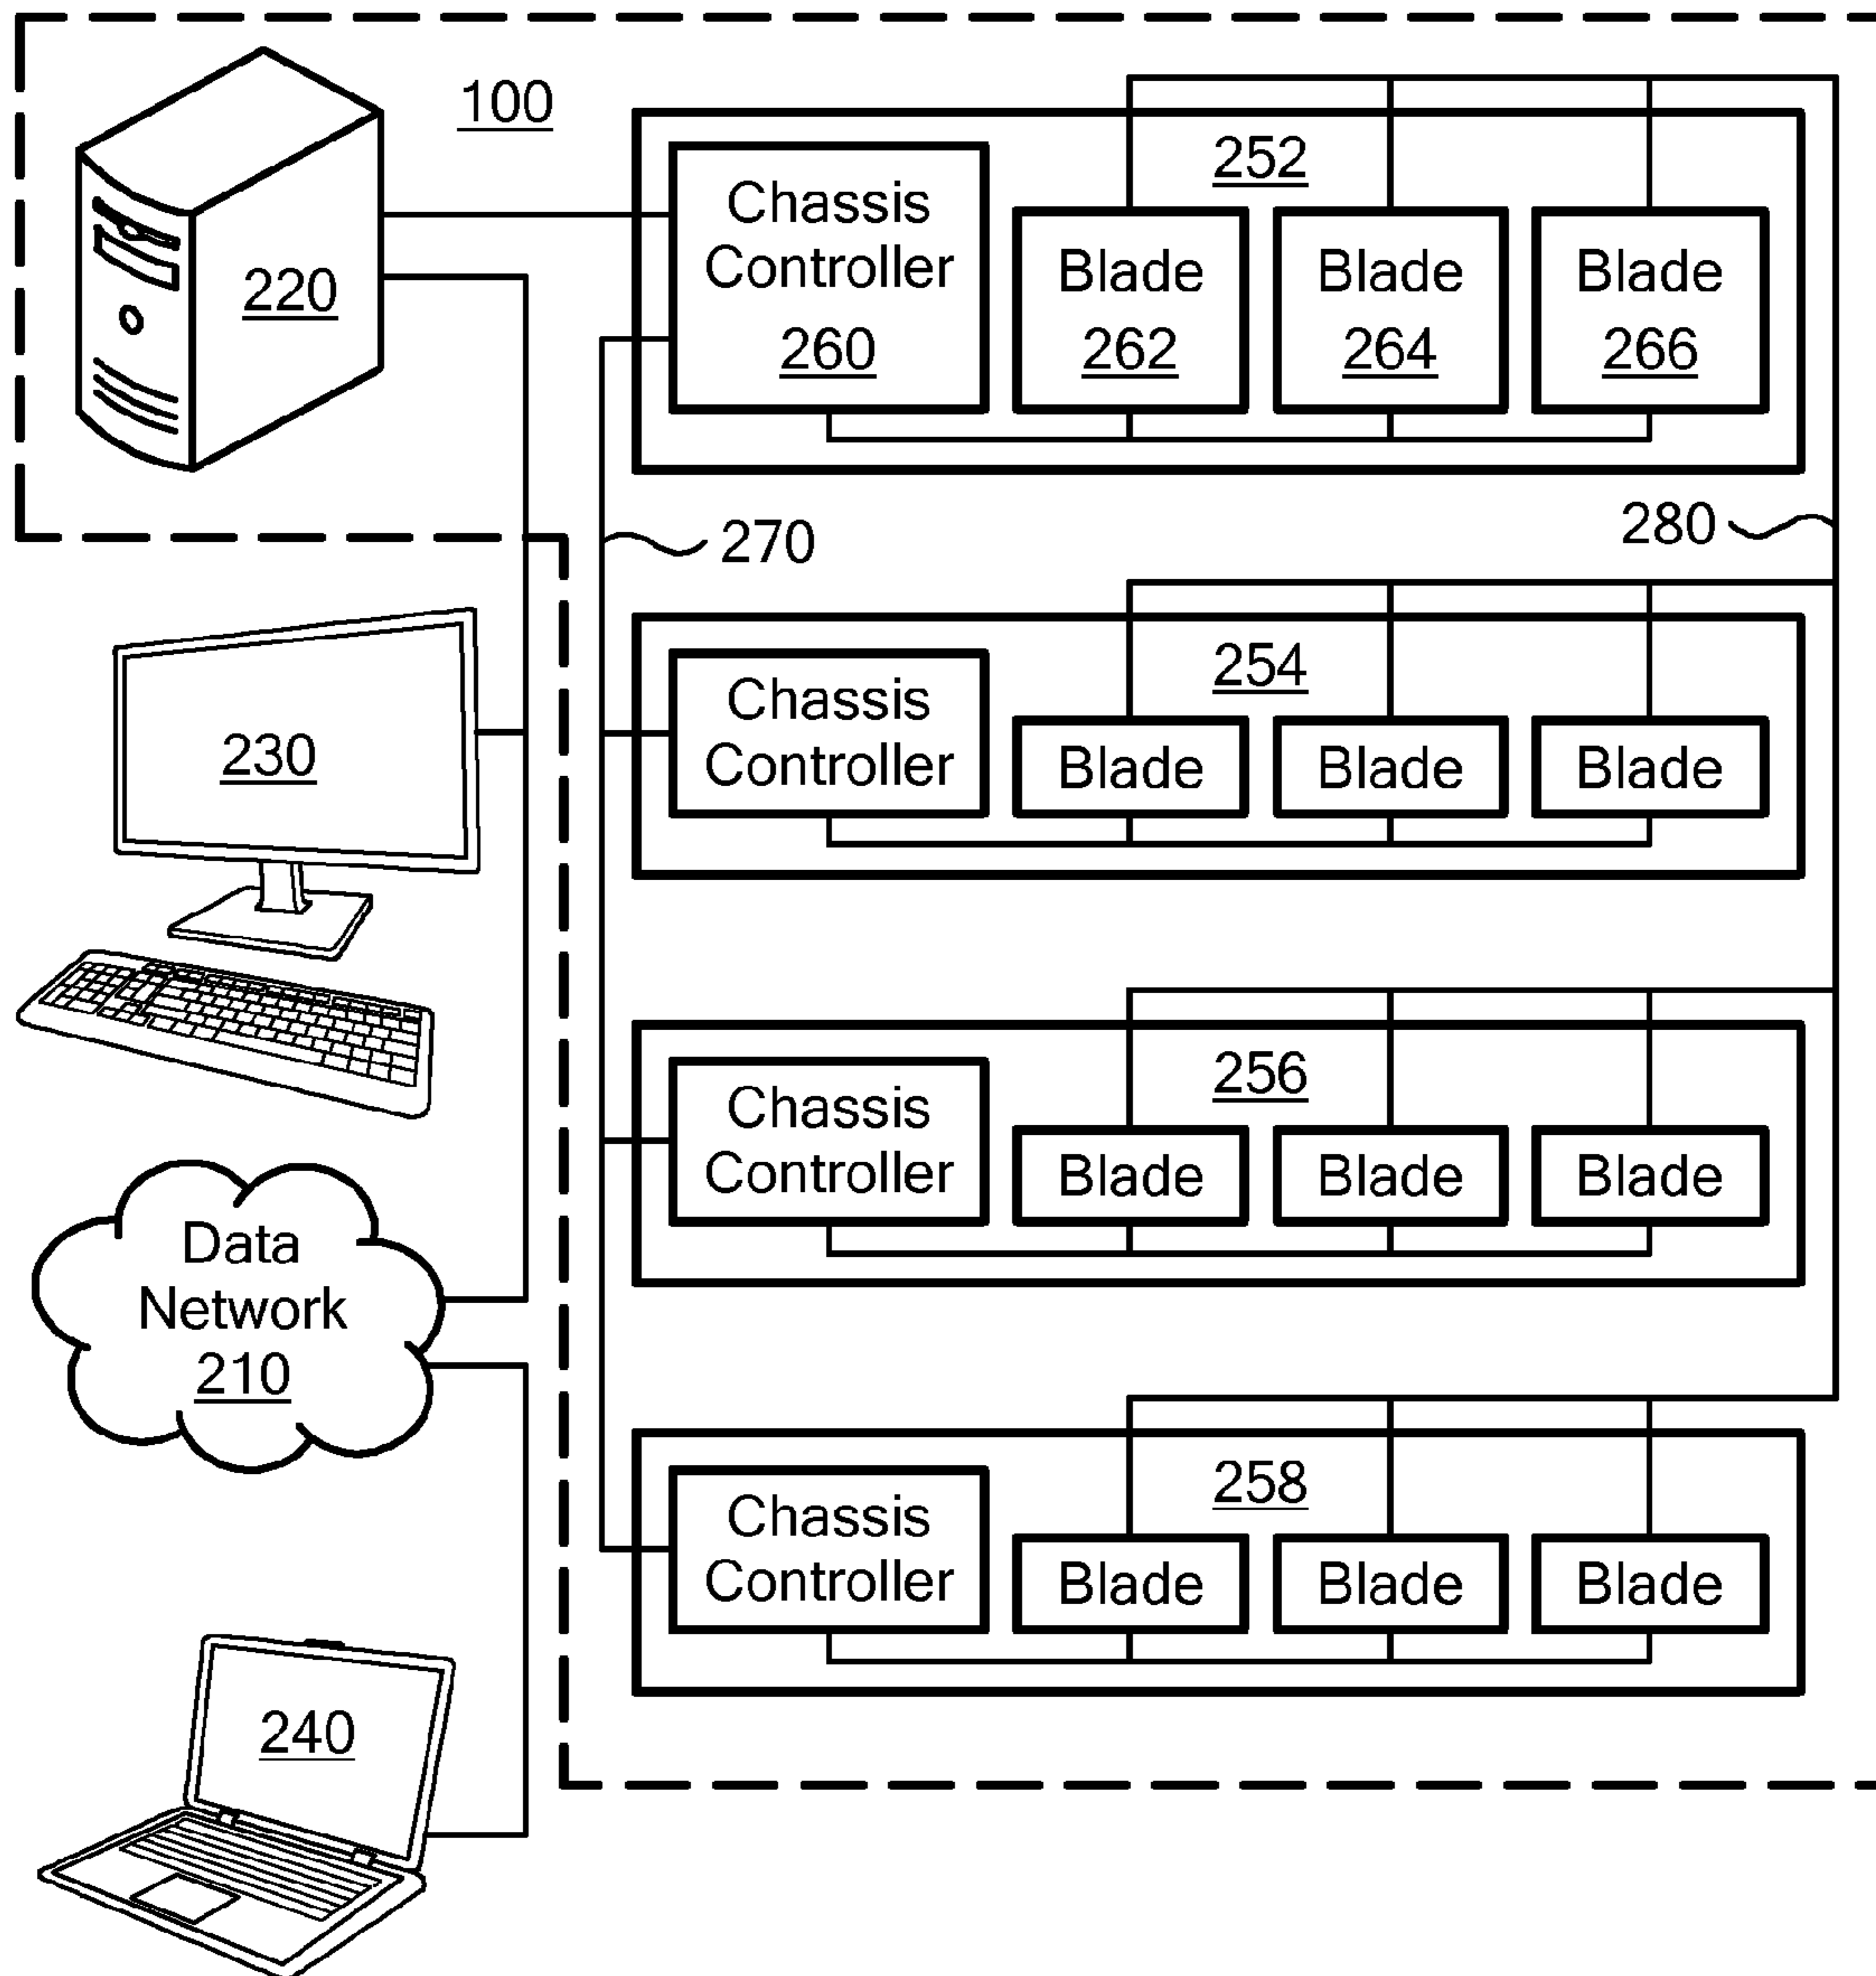 100
220
252
Chassis
Controller
260
Blade
262
Blade
264
Blade
266
270
280
230
254
Chassis
Controller
Blade
Blade
Blade
256
Chassis
Controller
Blade
Blade
Blade
Data
Network
210
258
Chassis
Controller
Blade
Blade
Blade
240